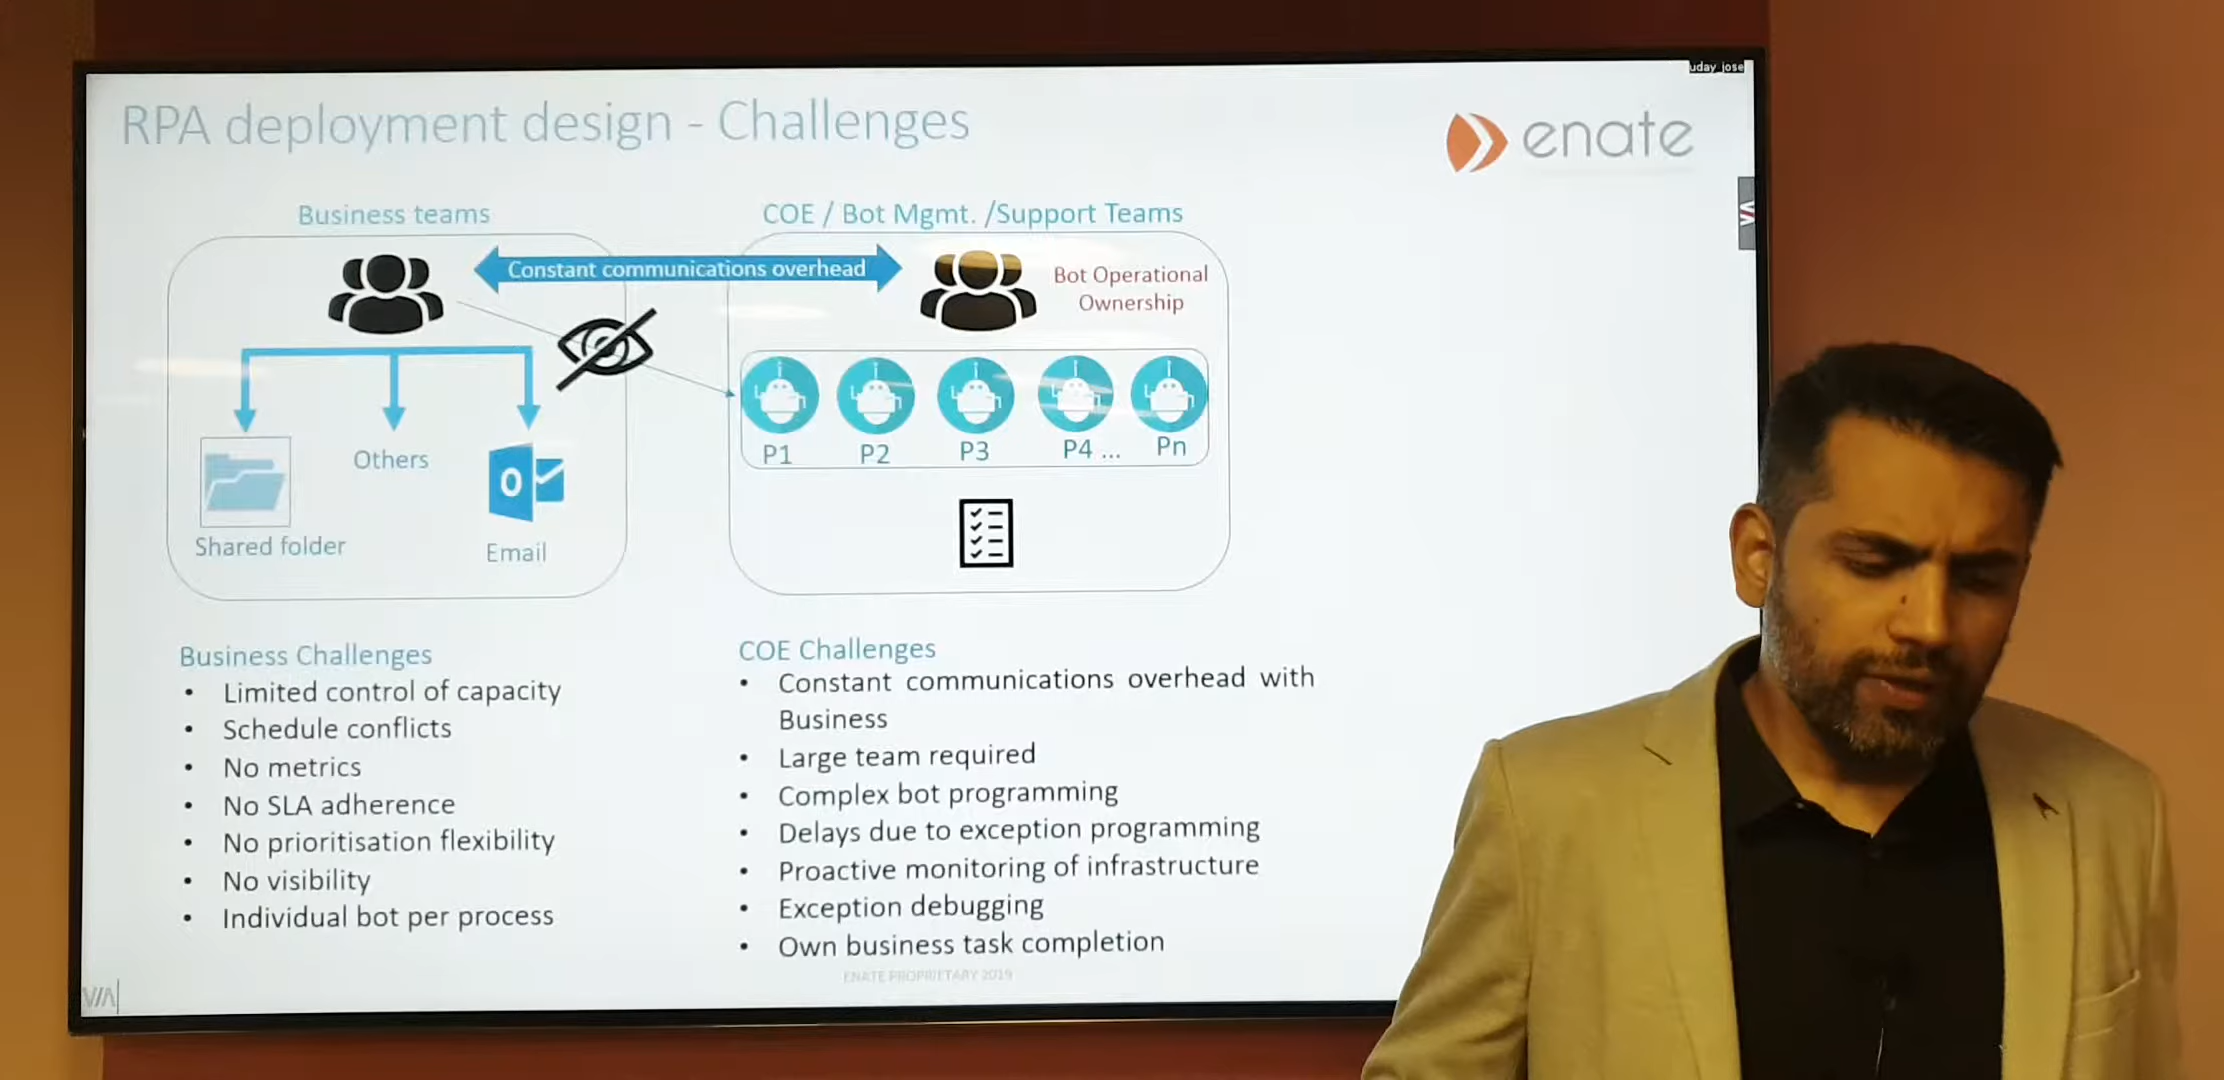 uday jose
RPA deployment design - Challenges
enate
Business teams
COE / Bot Mgmt. /Support Teams
Constant communications overhead
Bot Operational
Ownership
P1
P2
P3
P4 ...
Pn
Others
O
Shared folder
Email
Business Challenges
• Limited control of capacity
• Schedule conflicts
• No metrics
• No SLA adherence
• No prioritisation flexibility
• No visibility
• Individual bot per process
COE Challenges
• Constant communications overhead with
Business
• Large team required
• Complex bot programming
• Delays due to exception programming
• Proactive monitoring of infrastructure
• Exception debugging
• Own business task completion
ENATE PROPRIETARY 2019
VIA